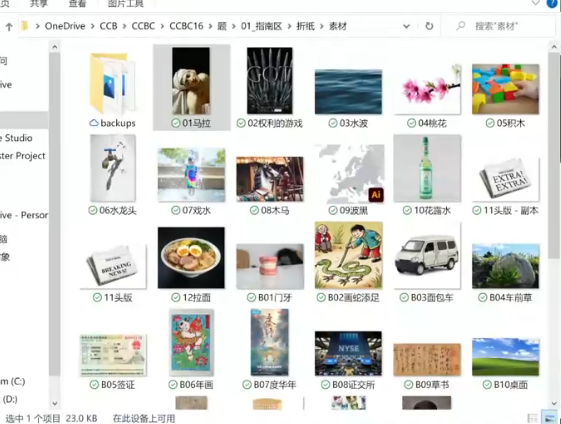 共享
查看
图片工具
OneDrive › CCB › CCBC › CCBC16 › 题 › 01_指南区 › 折纸 › 素材
搜索"素材"
backups
01马拉
02权利的游戏
03水波
04桃花
05积木
e Studio
ster Project
06水龙头
07戏水
08木马
09波黑
Ai
10花露水
EXTRA!
EXTRA!
11头版 - 副本
ive - Person
BREAKING
NEWS!
11头版
12拉面
B01门牙
B02画蛇添足
B03面包车
B04车前草
NYSE
B05签证
B06年画
B07度华年
B08证交所
B09草书
B10桌面
m (C:)
(D:)
选中 1 个项目 23.0 KB
在此设备上可用